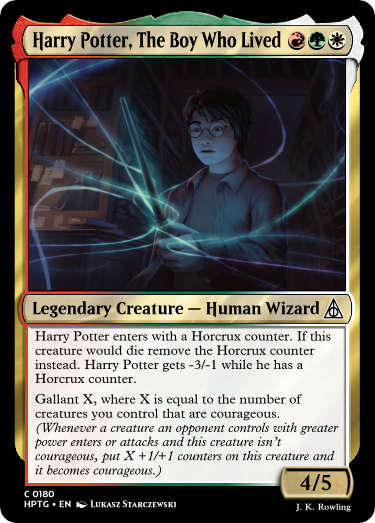 Harry Potter, The Boy Who Lived
Legendary Creature — Human Wizard
Harry Potter enters with a Horcrux counter. If this
creature would die remove the Horcrux counter
instead. Harry Potter gets -3/-1 while he has a
Horcrux counter.
Gallant X, where X is equal to the number of
creatures you control that are courageous.
(Whenever a creature an opponent controls with greater
power enters or attacks and this creature isn't
courageous, put X +1/+1 counters on this creature and
it becomes courageous.)
4/5
C 0180
HPTG • EN Lukasz Starczewski
J. K. Rowling